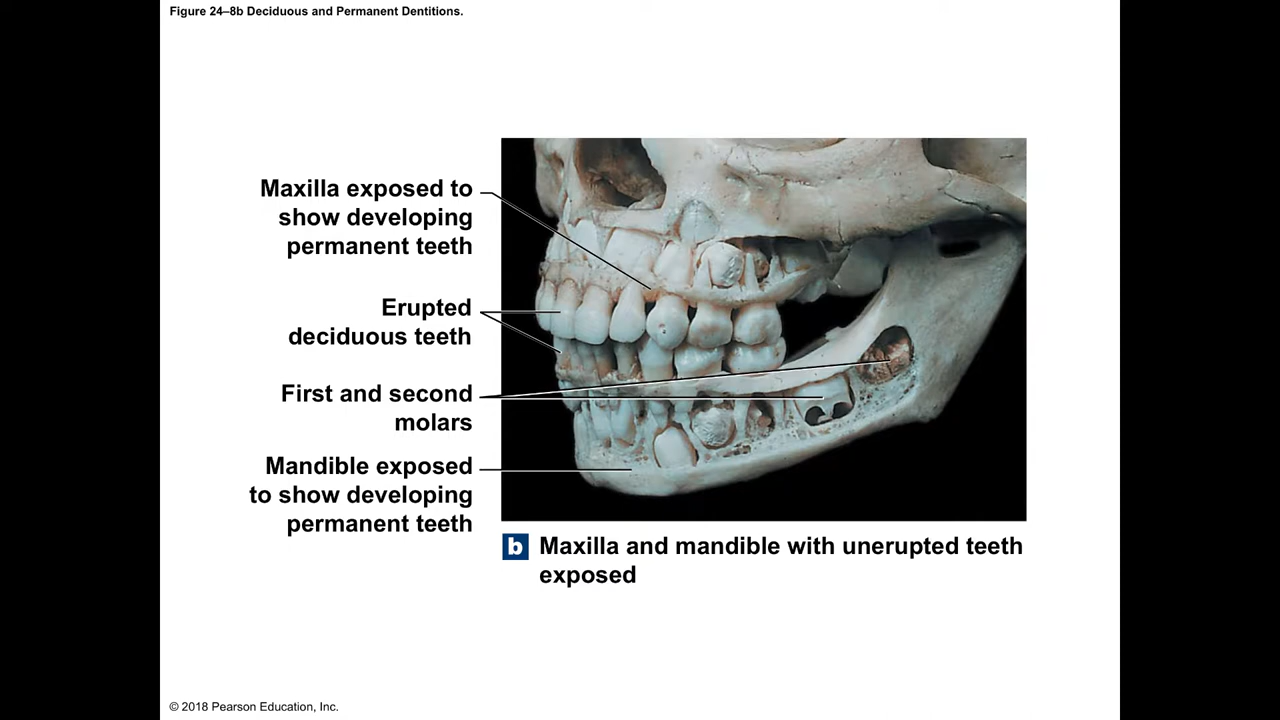 Figure 24–8b Deciduous and Permanent Dentitions.
Maxilla exposed to
show developing
permanent teeth
Erupted
deciduous teeth
First and second
molars
Mandible exposed
to show developing
permanent teeth
b Maxilla and mandible with unerupted teeth
exposed
© 2018 Pearson Education, Inc.